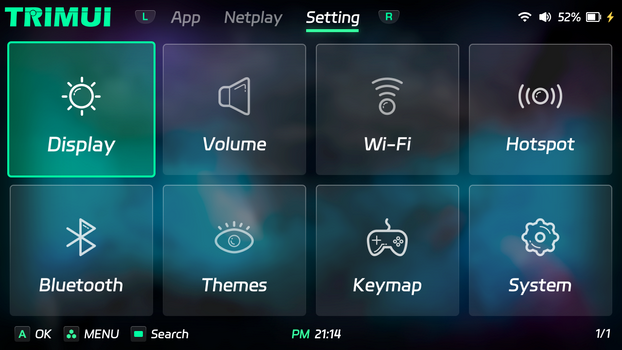 TRIMUI L App Netplay Setting R 52%
Display Volume Wi-Fi Hotspot
Bluetooth Themes Keymap System
A OK MENU Search PM 21:14 1/1